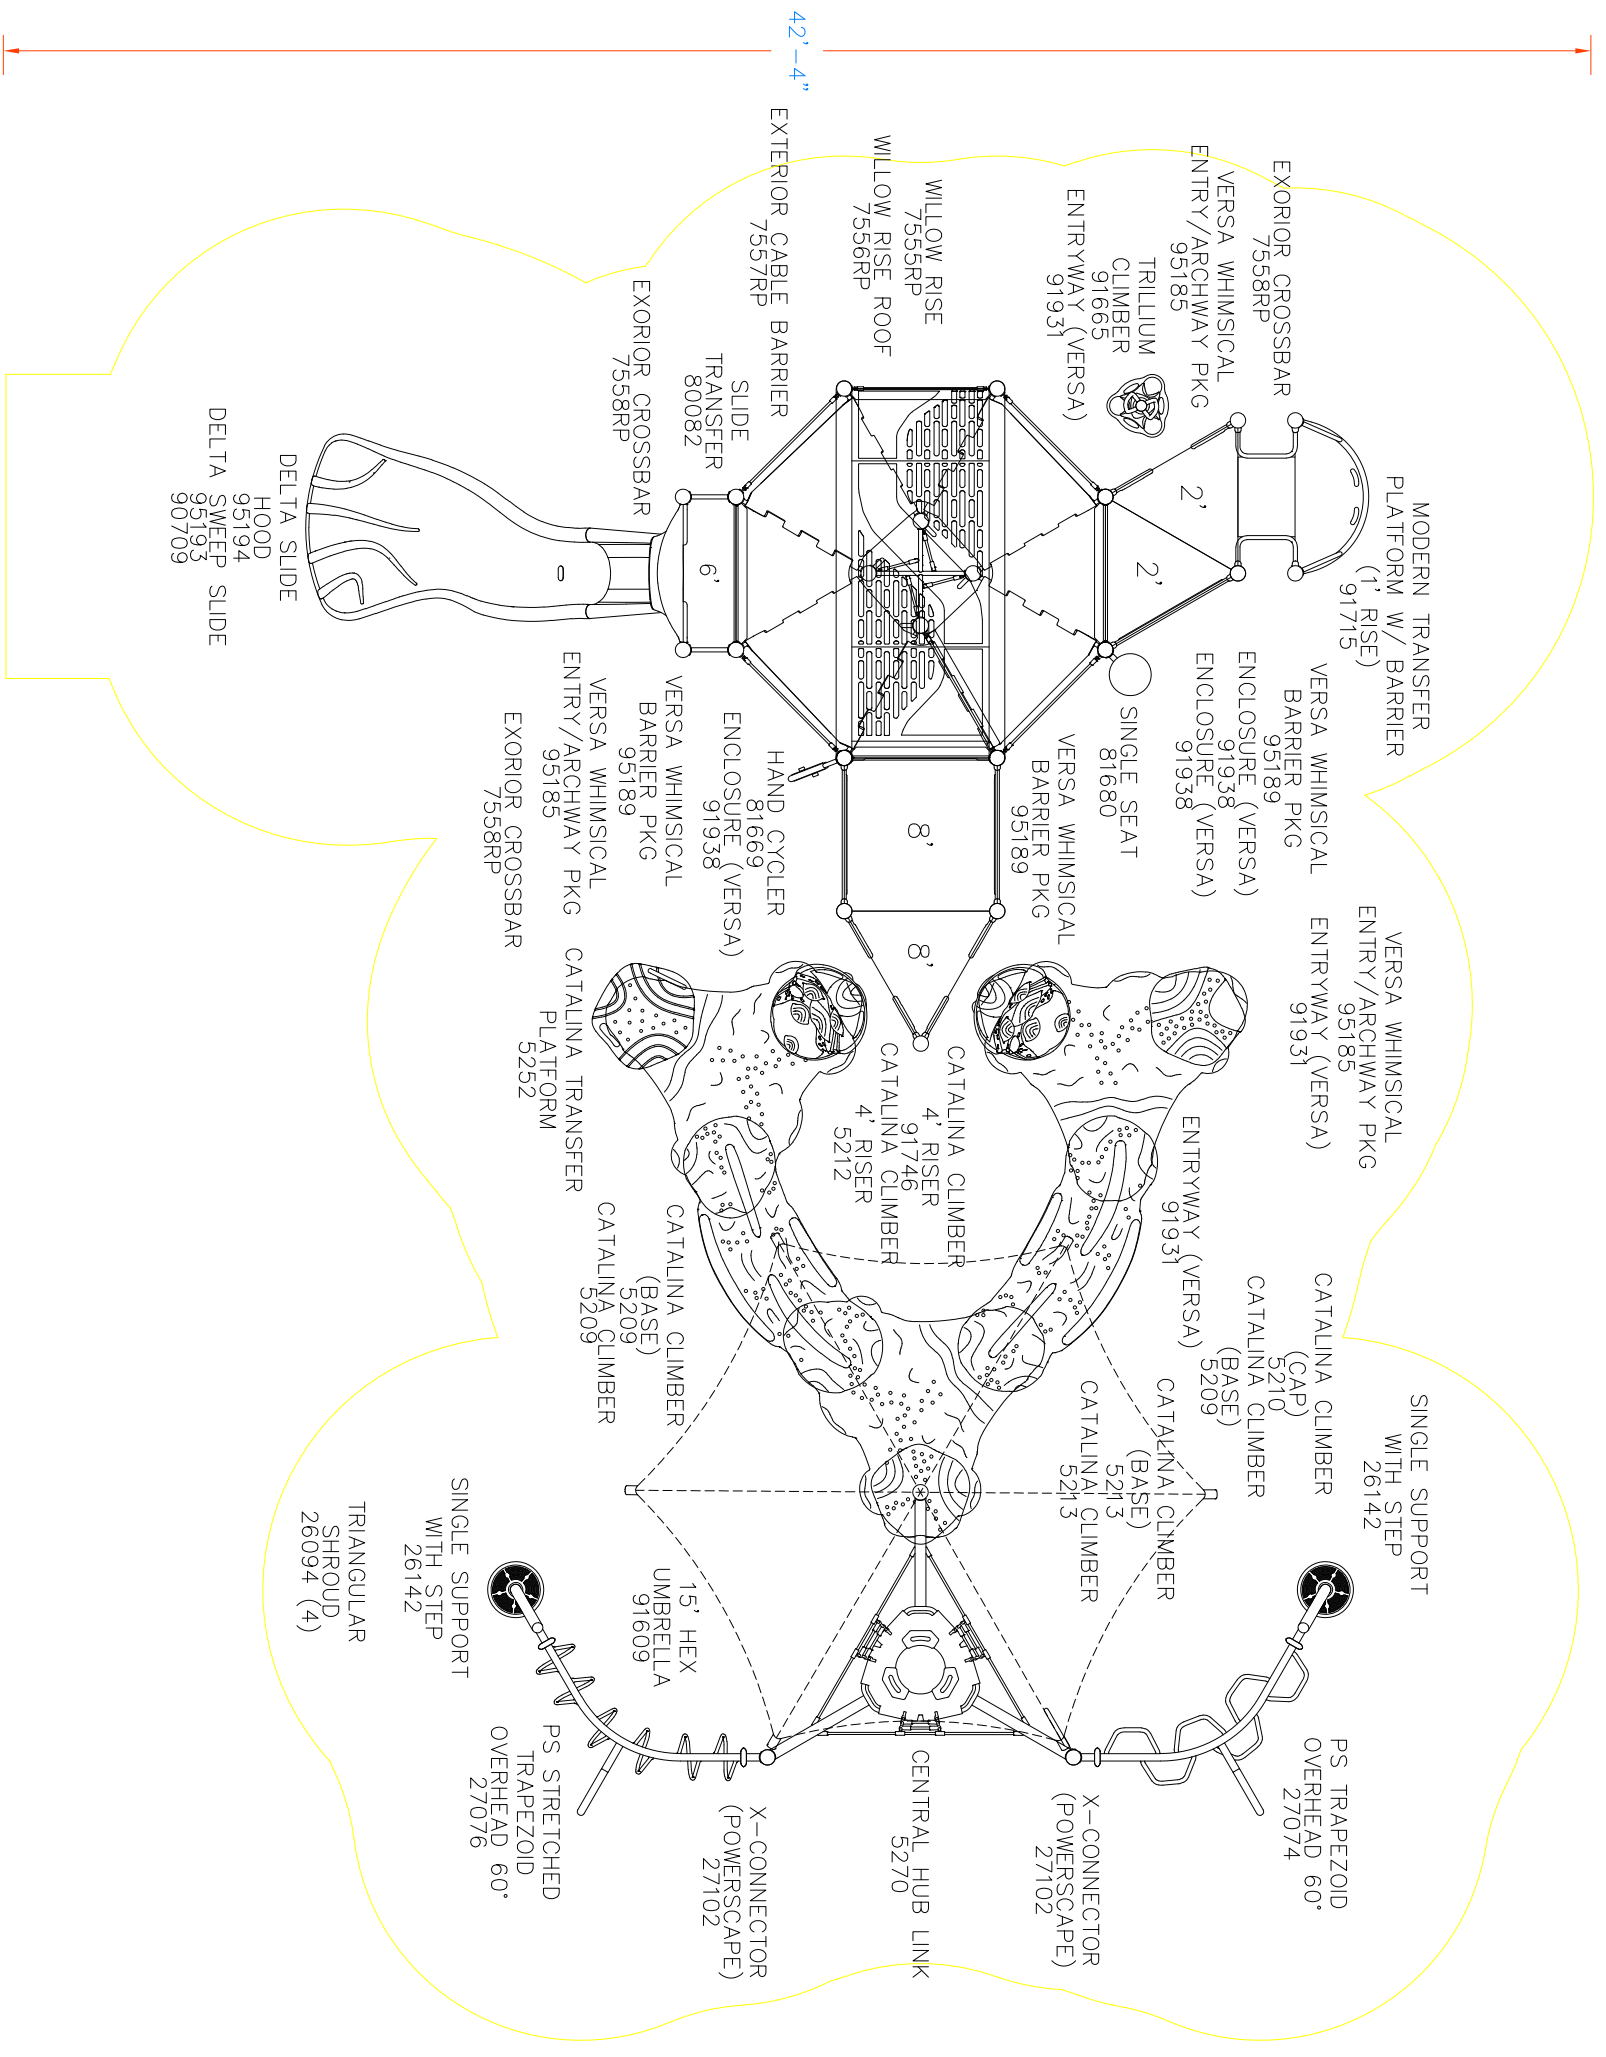 42'-4"
EXORIOR CROSSBAR
7558RP
VERSA WHIMSICAL
ENTRY/ARCHWAY PKG
95185
TRILLIUM
CLIMBER
91665
ENTRYWAY (VERSA)
91931
WILLOW RISE
7555RP
WILLOW RISE ROOF
7556RP
EXTERIOR CABLE BARRIER
7557RP
SLIDE
TRANSFER
80082
EXORIOR CROSSBAR
7558RP
DELTA SLIDE
HOOD
95194
DELTA SWEEP SLIDE
95193
90709
MODERN TRANSFER
PLATFORM W/ BARRIER
(1' RISE)
91715
2'
2'
6'
8'
8'
VERSA WHIMSICAL
BARRIER PKG
95189
ENCLOSURE (VERSA)
91938
ENCLOSURE (VERSA)
91938
SINGLE SEAT
81680
VERSA WHIMSICAL
BARRIER PKG
95189
HAND CYCLER
81669
ENCLOSURE (VERSA)
91938
VERSA WHIMSICAL
BARRIER PKG
95189
VERSA WHIMSICAL
ENTRY/ARCHWAY PKG
95185
EXORIOR CROSSBAR
7558RP
VERSA WHIMSICAL
ENTRY/ARCHWAY PKG
95185
ENTRYWAY (VERSA)
91931
ENTRYWAY (VERSA)
91931
CATALINA CLIMBER
4' RISER
91746
CATALINA CLIMBER
4' RISER
5212
CATALINA TRANSFER
PLATFORM
5252
CATALINA CLIMBER
(BASE)
5209
CATALINA CLIMBER
5209
CATALINA CLIMBER
(CAP)
5210
CATALINA CLIMBER
(BASE)
5209
CATALINA CLIMBER
(BASE)
5213
CATALINA CLIMBER
5213
SINGLE SUPPORT
WITH STEP
26142
SINGLE SUPPORT
WITH STEP
26142
TRIANGULAR
SHROUD
26094 (4)
15' HEX
UMBRELLA
91609
PS TRAPEZOID
OVERHEAD 60°
27074
X-CONNECTOR
(POWERSCAPE)
27102
CENTRAL HUB LINK
5270
X-CONNECTOR
(POWERSCAPE)
27102
PS STRETCHED
TRAPEZOID
OVERHEAD 60°
27076